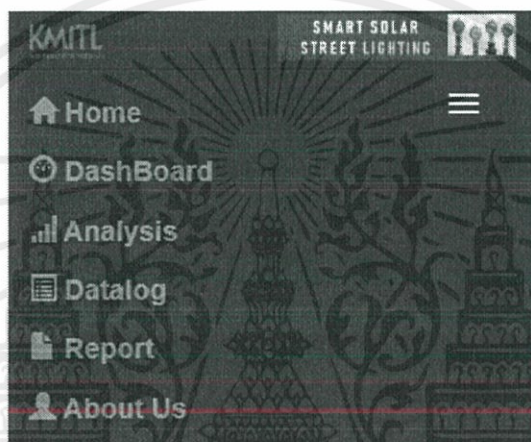 KMITL
SMART SOLAR
STREET LIGHTING
Home
DashBoard
Analysis
Datalog
Report
About Us